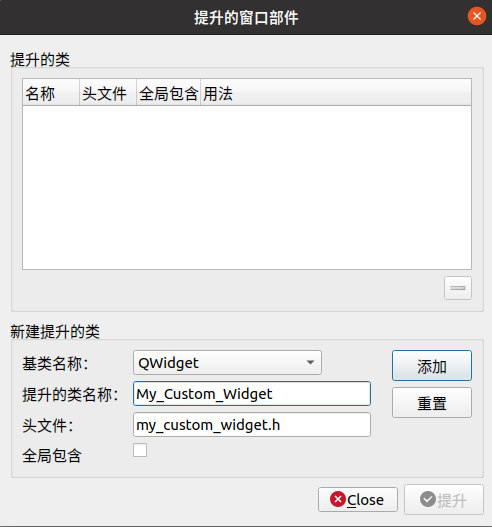 提升的窗口部件
提升的类
名称 头文件 全局包含 用法
新建提升的类
基类名称： QWidget 添加
提升的类名称： My_Custom_Widget 重置
头文件： my_custom_widget.h
全局包含
Close 提升